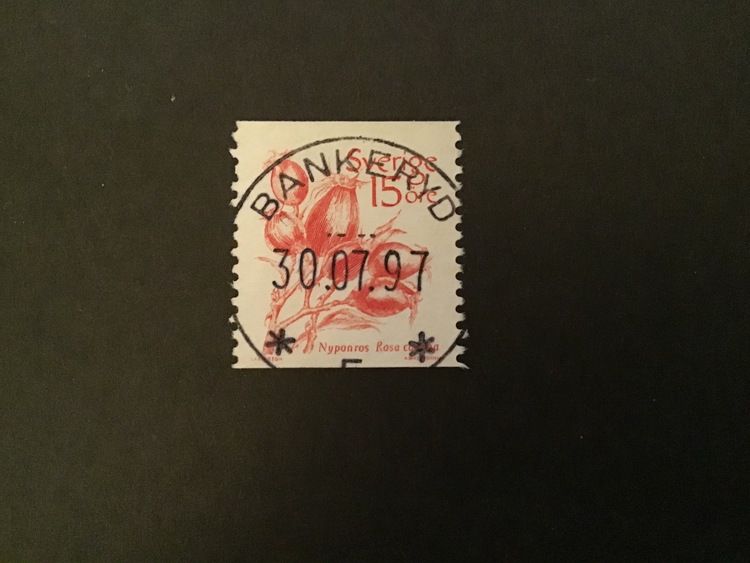 BANKERYD
Sverige
15 öre
30.07.97
* *
Nyponros Rosa